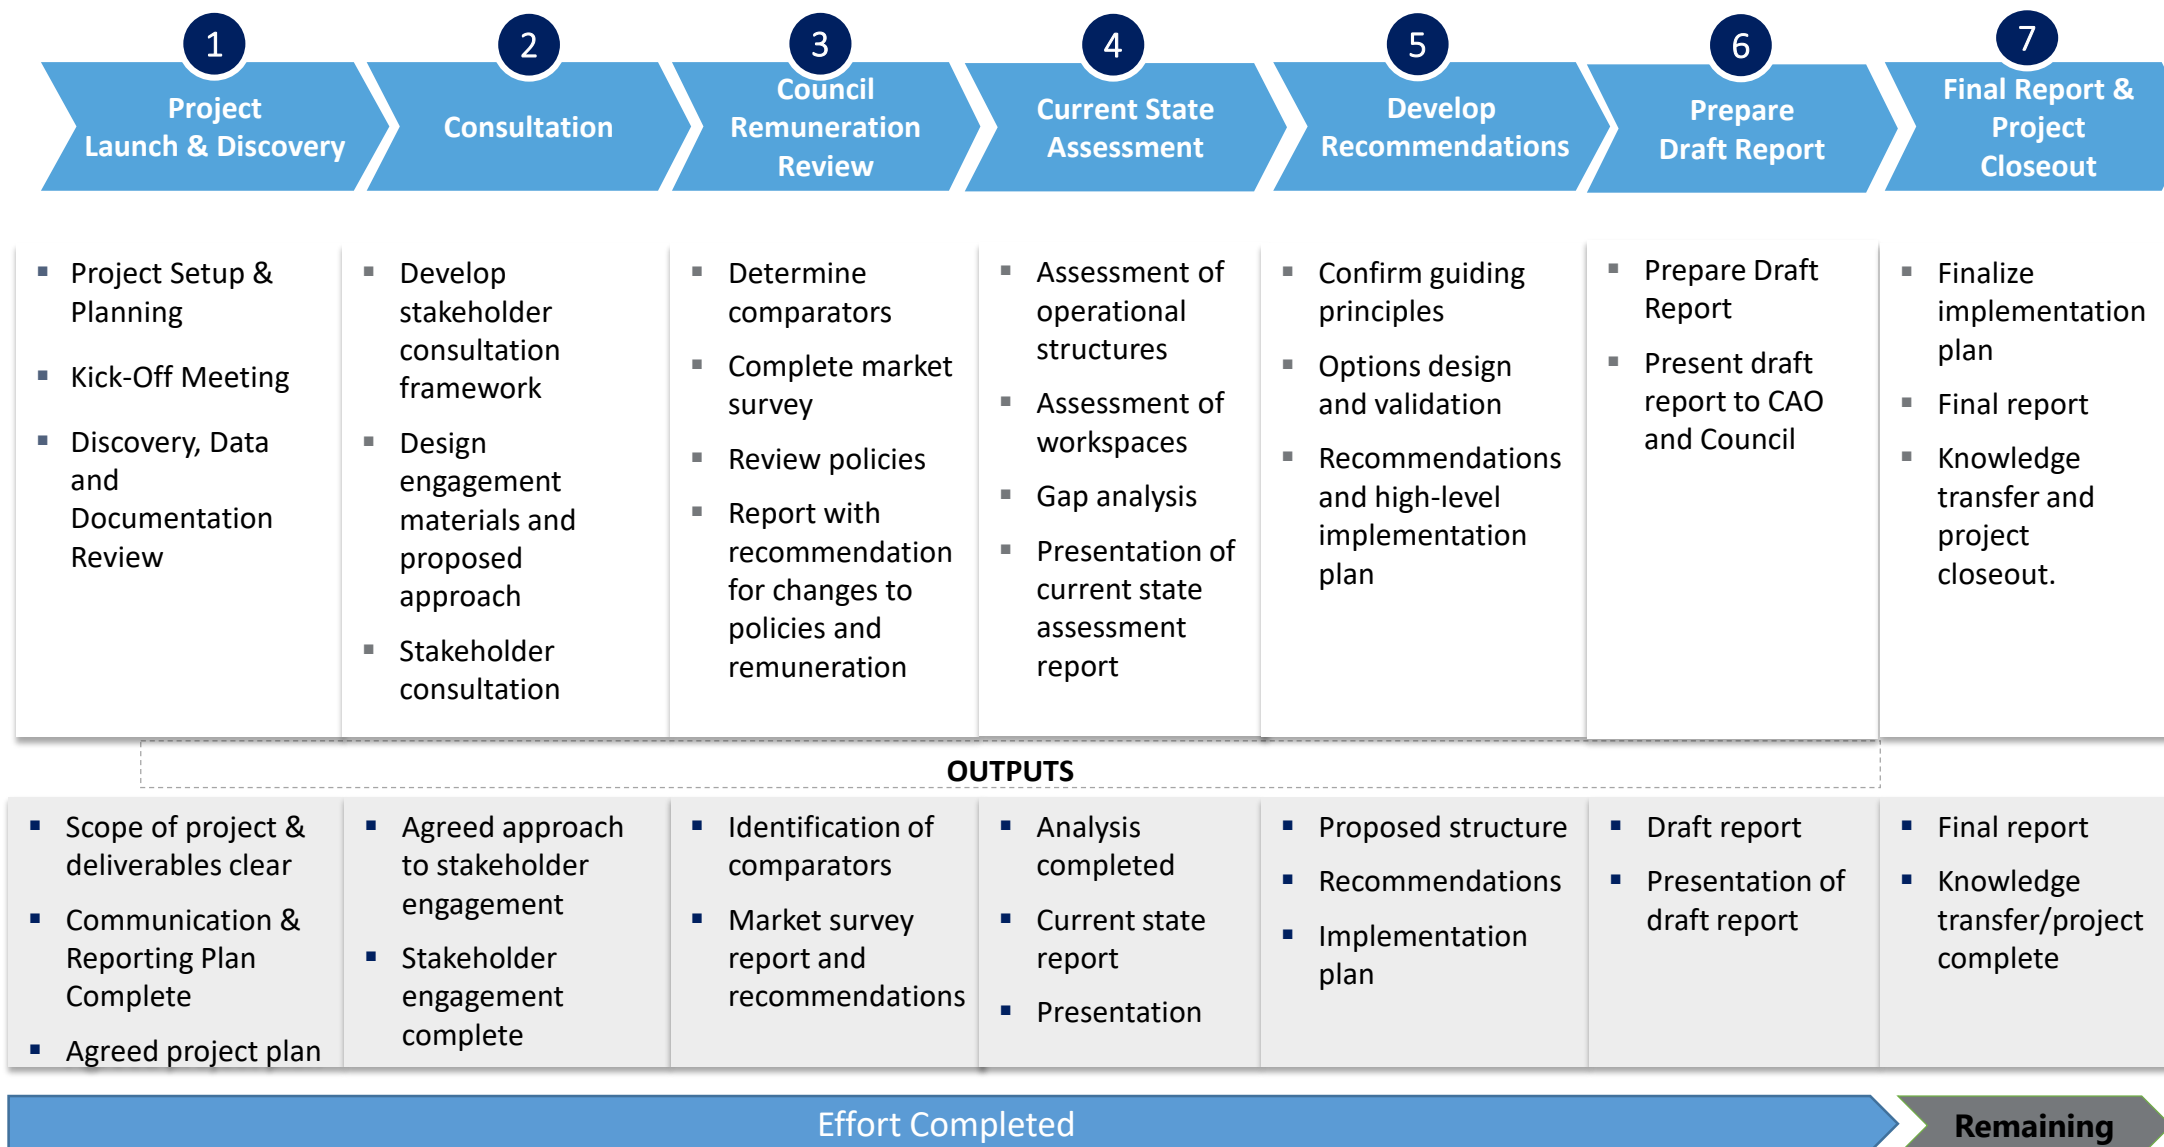 1
Project
Launch & Discovery
2
Consultation
3
Council
Remuneration
Review
4
Current State
Assessment
5
Develop
Recommendations
6
Prepare
Draft Report
7
Final Report &
Project
Closeout
Project Setup &
Planning
Kick-Off Meeting
Discovery, Data
and
Documentation
Review
Develop
stakeholder
consultation
framework
Design
engagement
materials and
proposed
approach
Stakeholder
consultation
Determine
comparators
Complete market
survey
Review policies
Report with
recommendation
for changes to
policies and
remuneration
Assessment of
operational
structures
Assessment of
workspaces
Gap analysis
Presentation of
current state
assessment
report
Confirm guiding
principles
Options design
and validation
Recommendations
and high-level
implementation
plan
Prepare Draft
Report
Present draft
report to CAO
and Council
Finalize
implementation
plan
Final report
Knowledge
transfer and
project
closeout.
OUTPUTS
Scope of project &
deliverables clear
Communication &
Reporting Plan
Complete
Agreed project plan
Agreed approach
to stakeholder
engagement
Stakeholder
engagement
complete
Identification of
comparators
Market survey
report and
recommendations
Analysis
completed
Current state
report
Presentation
Proposed structure
Recommendations
Implementation
plan
Draft report
Presentation of
draft report
Final report
Knowledge
transfer/project
complete
Effort Completed
Remaining